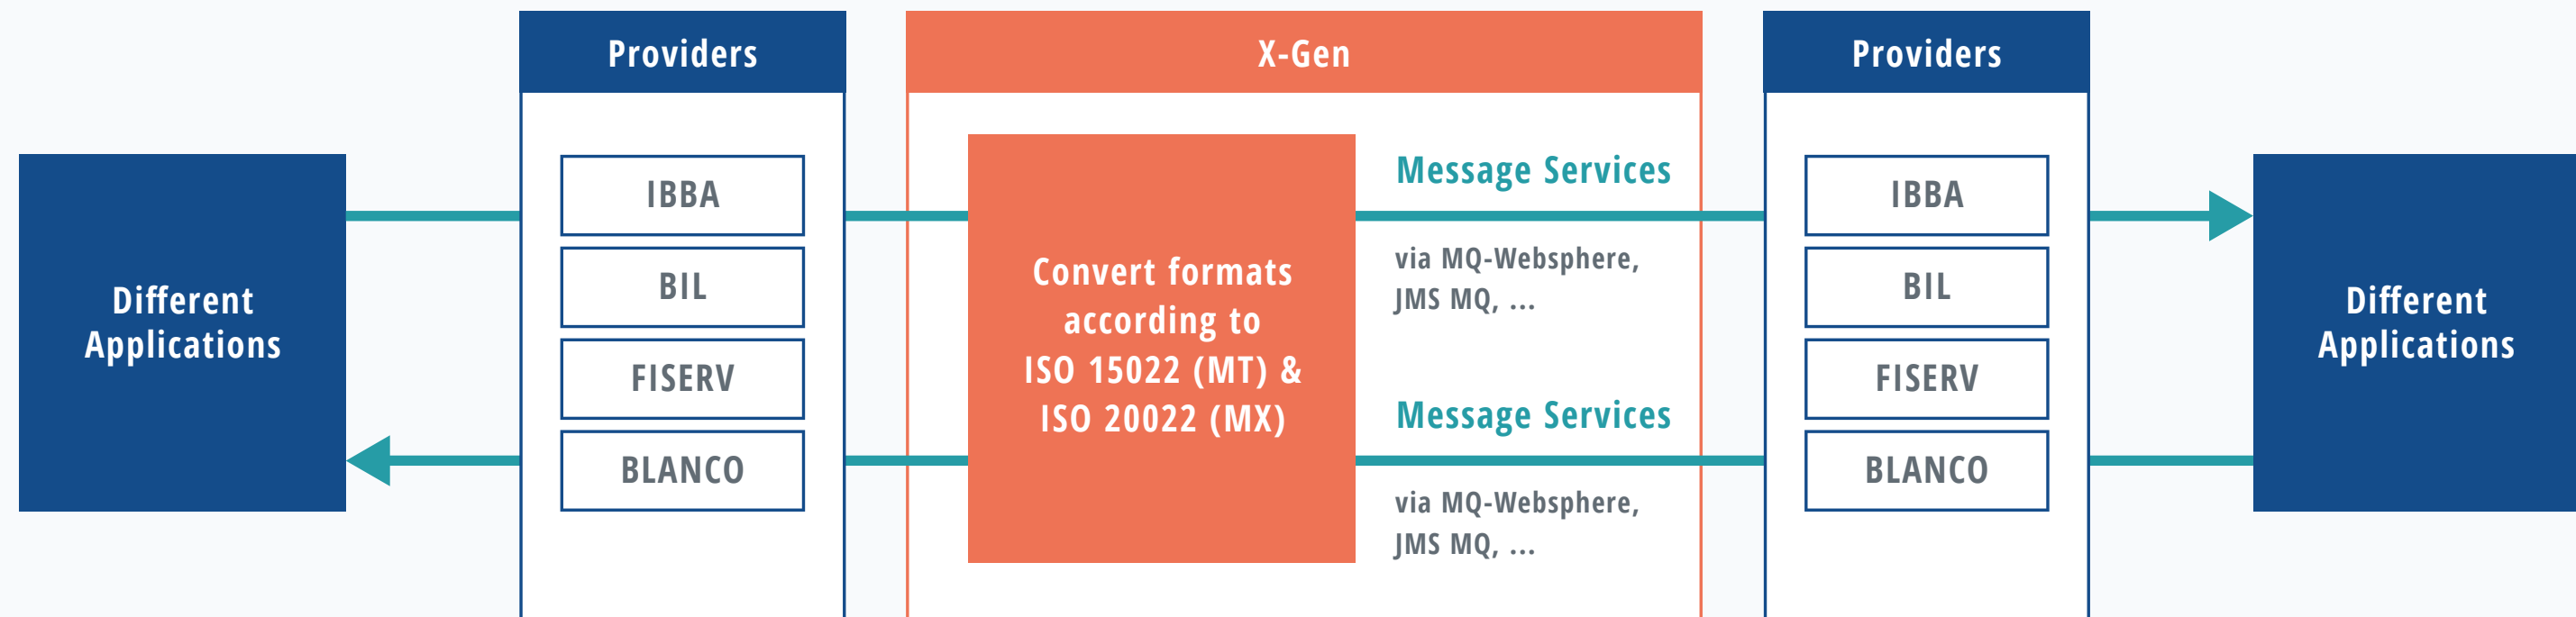 Different
Applications
Providers
IBBA
BIL
FISERV
BLANCO
X-Gen
Convert formats
according to
ISO 15022 (MT) &
ISO 20022 (MX)
Message Services
via MQ-Websphere,
JMS MQ, ...
Message Services
via MQ-Websphere,
JMS MQ, ...
Providers
IBBA
BIL
FISERV
BLANCO
Different
Applications